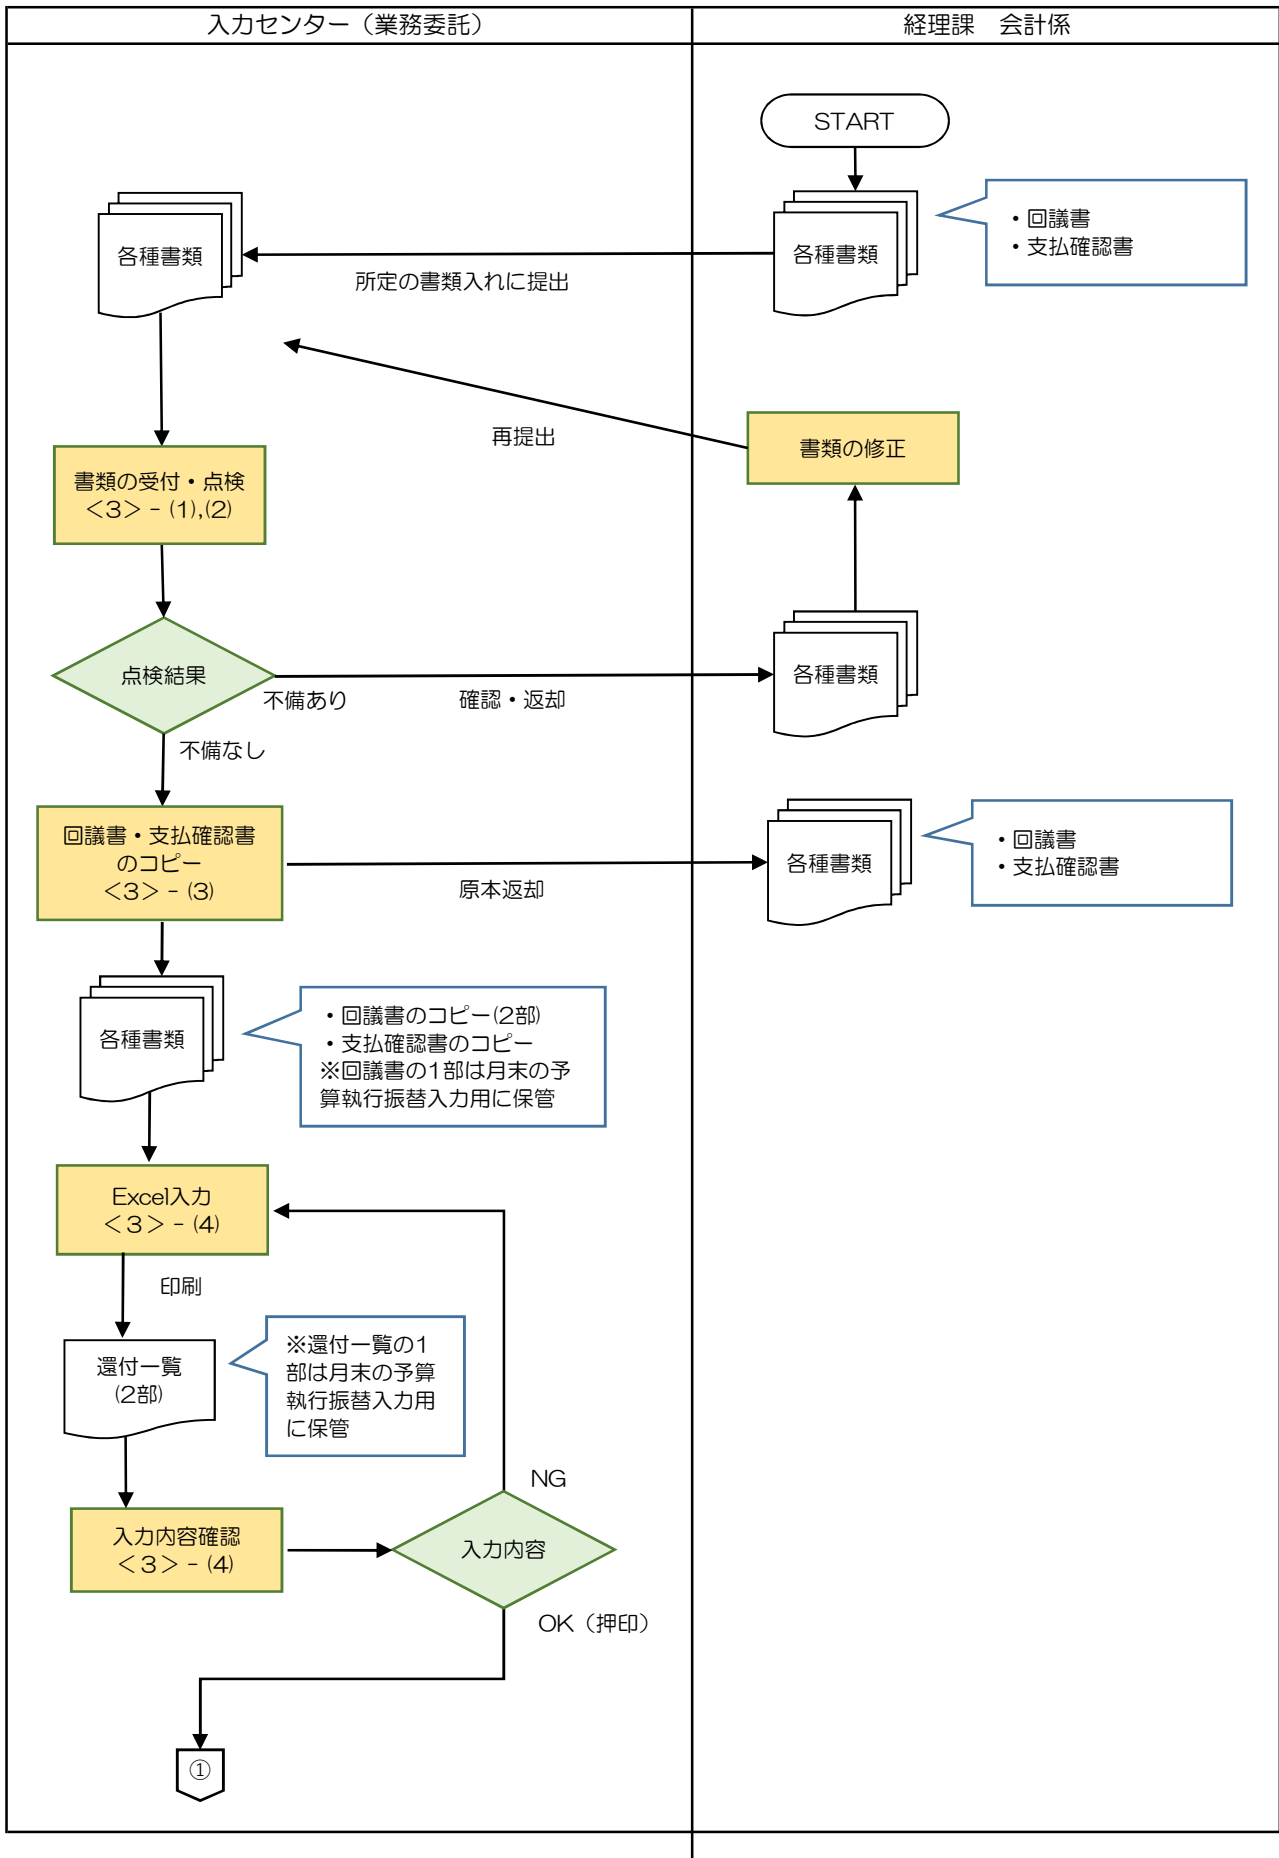 入力センター（業務委託）
経理課　会計係
START
各種書類
・回議書
・支払確認書
各種書類
所定の書類入れに提出
再提出
書類の修正
書類の受付・点検
＜3＞ - (1),(2)
点検結果
不備あり
確認・返却
各種書類
不備なし
回議書・支払確認書
のコピー
＜3＞ - (3)
原本返却
各種書類
・回議書
・支払確認書
各種書類
・回議書のコピー(2部)
・支払確認書のコピー
※回議書の1部は月末の予
算執行振替入力用に保管
Excel入力
＜3＞ - (4)
印刷
還付一覧
(2部)
※還付一覧の1
部は月末の予算
執行振替入力用
に保管
NG
入力内容確認
＜3＞ - (4)
入力内容
OK（押印）
①